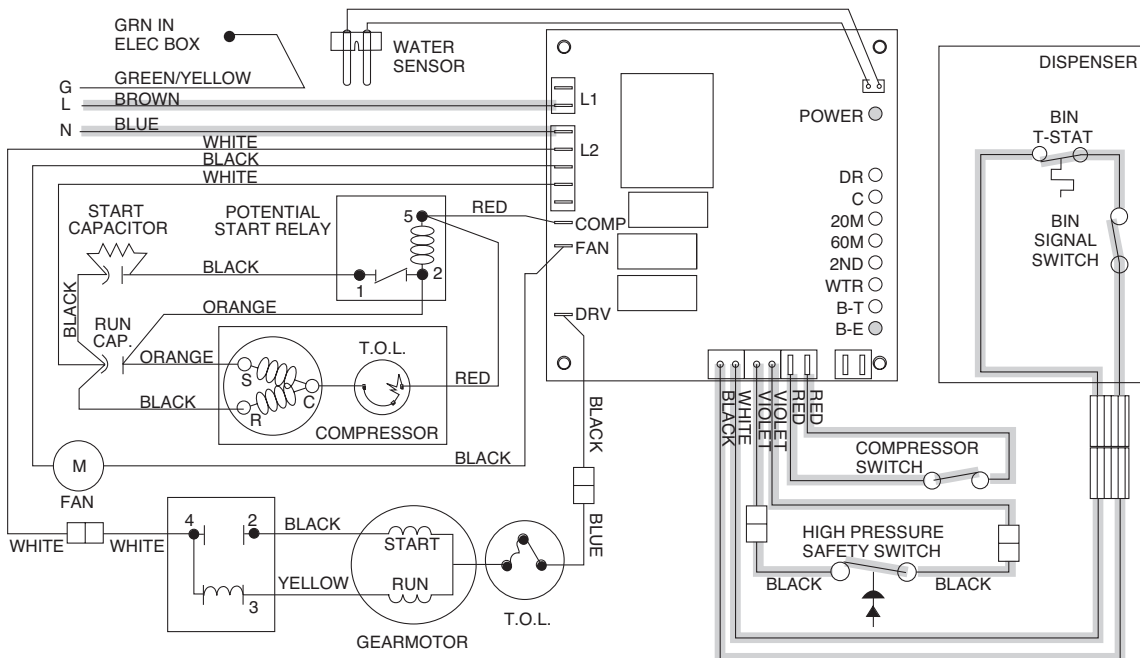 GRN IN
ELEC BOX
WATER
SENSOR
DISPENSER
G
GREEN/YELLOW
L
BROWN
L1
POWER
N
BLUE
WHITE
L2
BLACK
WHITE
BIN
T-STAT
DR
C
20M
60M
2ND
WTR
B-T
B-E
BIN
SIGNAL
SWITCH
START
CAPACITOR
POTENTIAL
START RELAY
5
RED
COMP
FAN
BLACK
1
2
ORANGE
DRV
BLACK
RUN
CAP.
ORANGE
T.O.L.
S
C
RED
BLACK
R
COMPRESSOR
BLACK
WHITE
VIOLET
VIOLET
RED
RED
BLACK
COMPRESSOR
SWITCH
M
FAN
BLACK
4
2
BLACK
START
BLUE
WHITE
WHITE
YELLOW
RUN
3
T.O.L.
GEARMOTOR
HIGH PRESSURE
SAFETY SWITCH
BLACK
BLACK